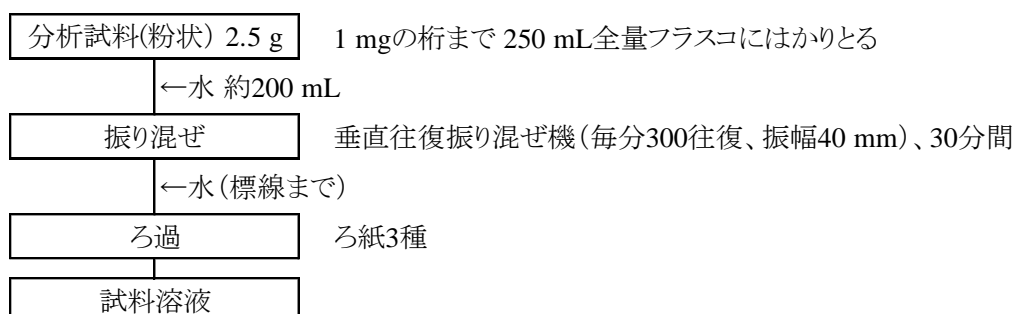 分析試料(粉状) 2.5 g 1 mgの桁まで 250 mL全量フラスコにはかりとる
←水 約200 mL
振り混ぜ 垂直往復振り混ぜ機(毎分300往復、振幅40 mm)、30分間
←水(標線まで)
ろ過 ろ紙3種
試料溶液